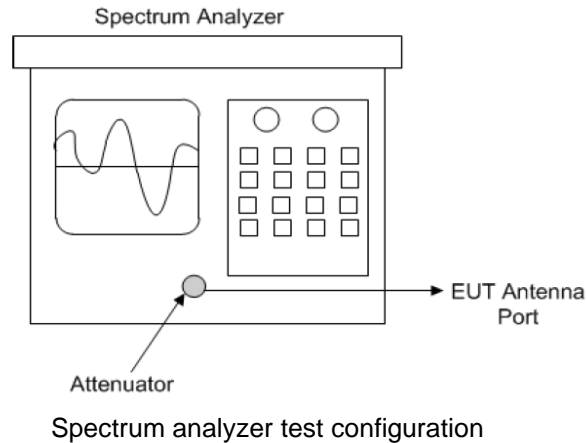 Spectrum Analyzer
EUT Antenna
Port
Attenuator
Spectrum analyzer test configuration